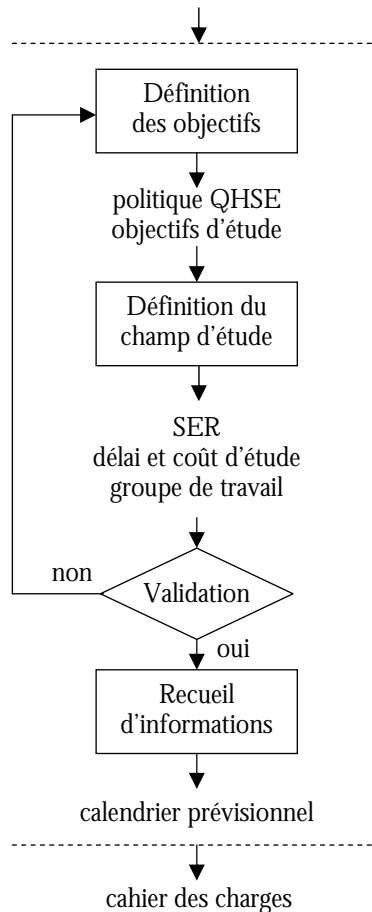 Définition
des objectifs
politique QHSE
objectifs d'étude
Définition du
champ d'étude
SER
délai et coût d'étude
groupe de travail
non
Validation
oui
Recueil
d'informations
calendrier prévisionnel
cahier des charges